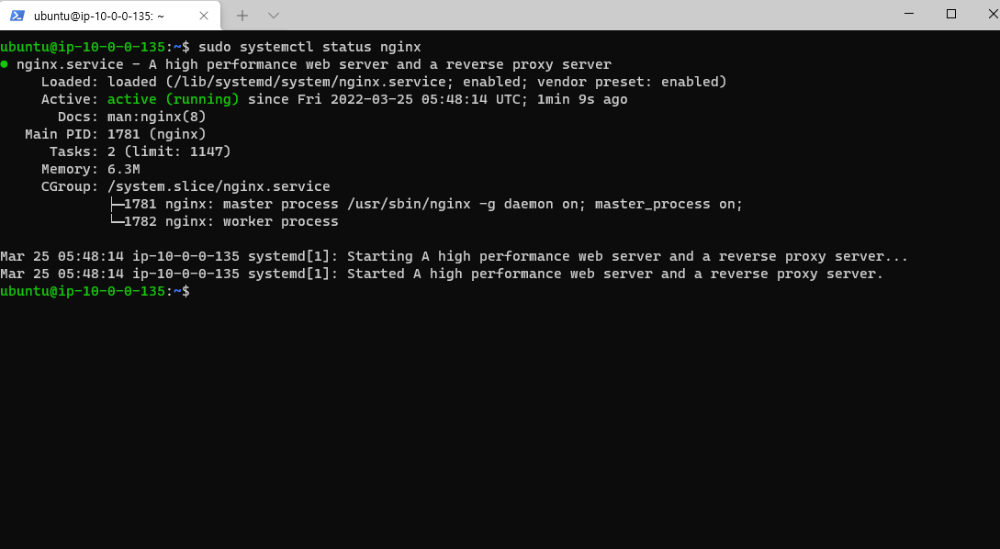 ubuntu@ip-10-0-0-135: ~
ubuntu@ip-10-0-0-135:~$ sudo systemctl status nginx
● nginx.service - A high performance web server and a reverse proxy server
     Loaded: loaded (/lib/systemd/system/nginx.service; enabled; vendor preset: enabled)
     Active: active (running) since Fri 2022-03-25 05:48:14 UTC; 1min 9s ago
       Docs: man:nginx(8)
   Main PID: 1781 (nginx)
      Tasks: 2 (limit: 1147)
     Memory: 6.3M
     CGroup: /system.slice/nginx.service
             ├─1781 nginx: master process /usr/sbin/nginx -g daemon on; master_process on;
             └─1782 nginx: worker process
Mar 25 05:48:14 ip-10-0-0-135 systemd[1]: Starting A high performance web server and a reverse proxy server...
Mar 25 05:48:14 ip-10-0-0-135 systemd[1]: Started A high performance web server and a reverse proxy server.
ubuntu@ip-10-0-0-135:~$